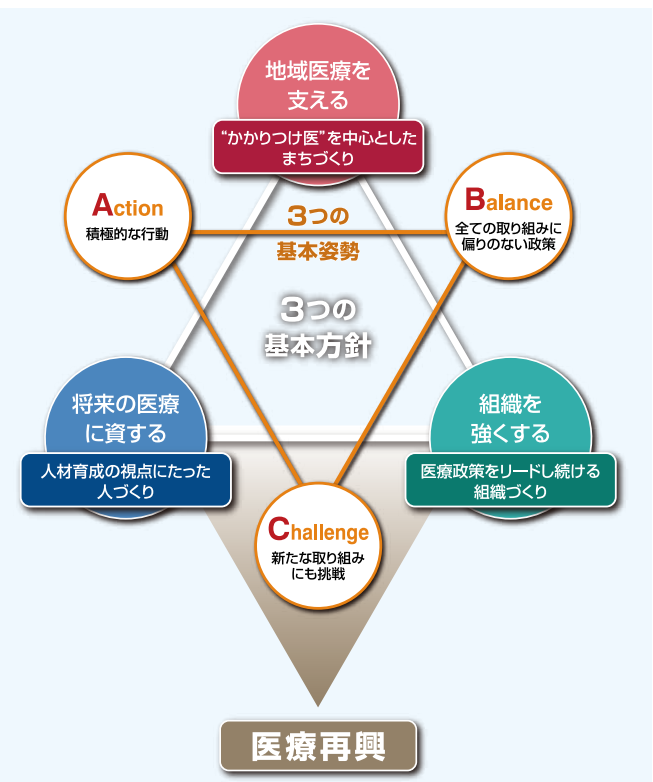 地域医療を
支える
“かかりつけ医”を中心とした
まちづくり
Action
積極的な行動
Balance
全ての取り組みに
偏りのない政策
3つの
基本姿勢
3つの
基本方針
将来の医療
に資する
人材育成の視点にたった
人づくり
組織を
強くする
医療政策をリードし続ける
組織づくり
Challenge
新たな取り組み
にも挑戦
医療再興